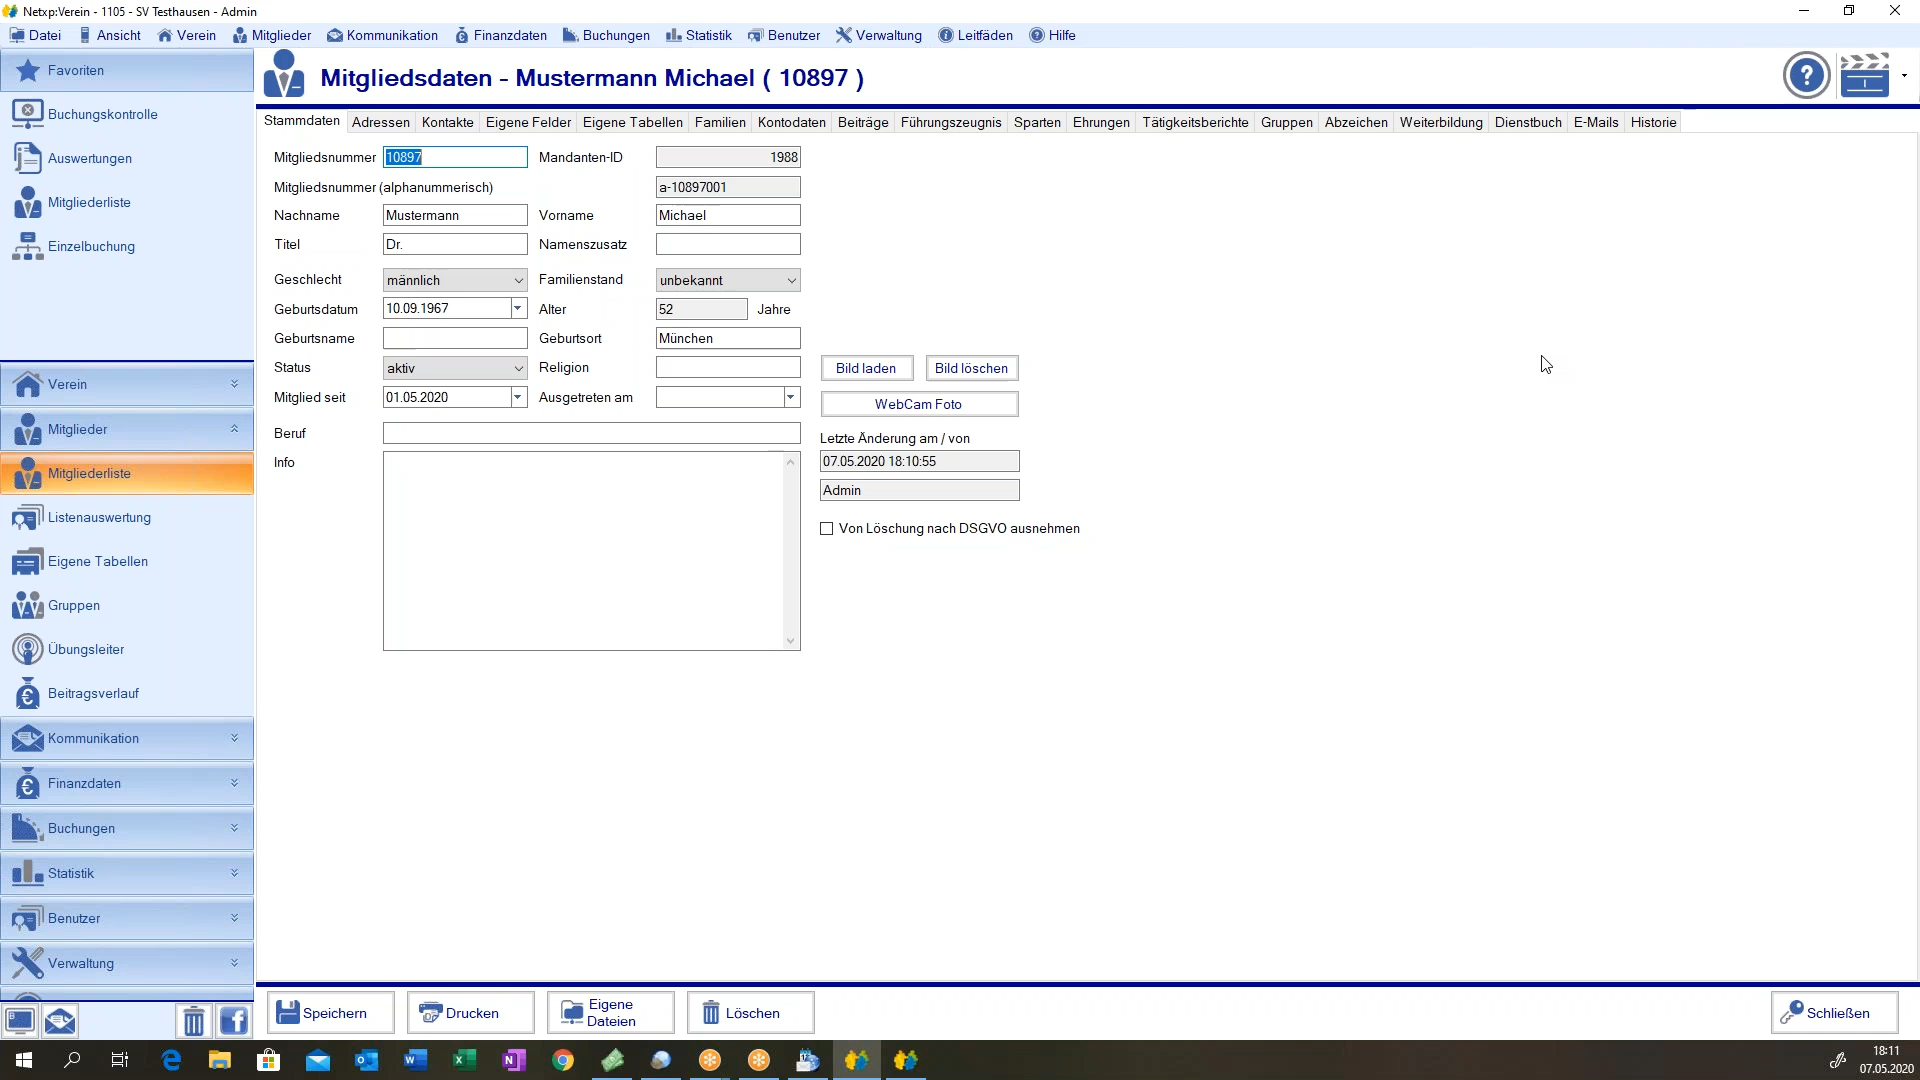 Netxp:Verein - 1105 - SV Testhausen - Admin
Datei Ansicht Verein Mitglieder Kommunikation Finanzdaten Buchungen Statistik Benutzer Verwaltung Leitfäden Hilfe
Favoriten
Buchungskontrolle
Auswertungen
Mitgliederliste
Einzelbuchung
Verein
Mitglieder
Mitgliederliste
Listenauswertung
Eigene Tabellen
Gruppen
Übungsleiter
Beitragsverlauf
Kommunikation
Finanzdaten
Buchungen
Statistik
Benutzer
Verwaltung
Mitgliedsdaten - Mustermann Michael ( 10897 )
Stammdaten Adressen Kontakte Eigene Felder Eigene Tabellen Familien Kontodaten Beiträge Führungszeugnis Sparten Ehrungen Tätigkeitsberichte Gruppen Abzeichen Weiterbildung Dienstbuch E-Mails Historie
Mitgliedsnummer 10897 Mandanten-ID 1988
Mitgliedsnummer (alphanummerisch) a-10897001
Nachname Mustermann Vorname Michael
Titel Dr. Namenszusatz
Geschlecht männlich Familienstand unbekannt
Geburtsdatum 10.09.1967 Alter 52 Jahre
Geburtsname Geburtsort München
Status aktiv Religion
Bild laden Bild löschen
Mitglied seit 01.05.2020 Ausgetreten am
WebCam Foto
Beruf
Letzte Änderung am / von
Info
07.05.2020 18:10:55
Admin
Von Löschung nach DSGVO ausnehmen
Speichern Drucken Eigene Dateien Löschen Schließen
18:11
07.05.2020